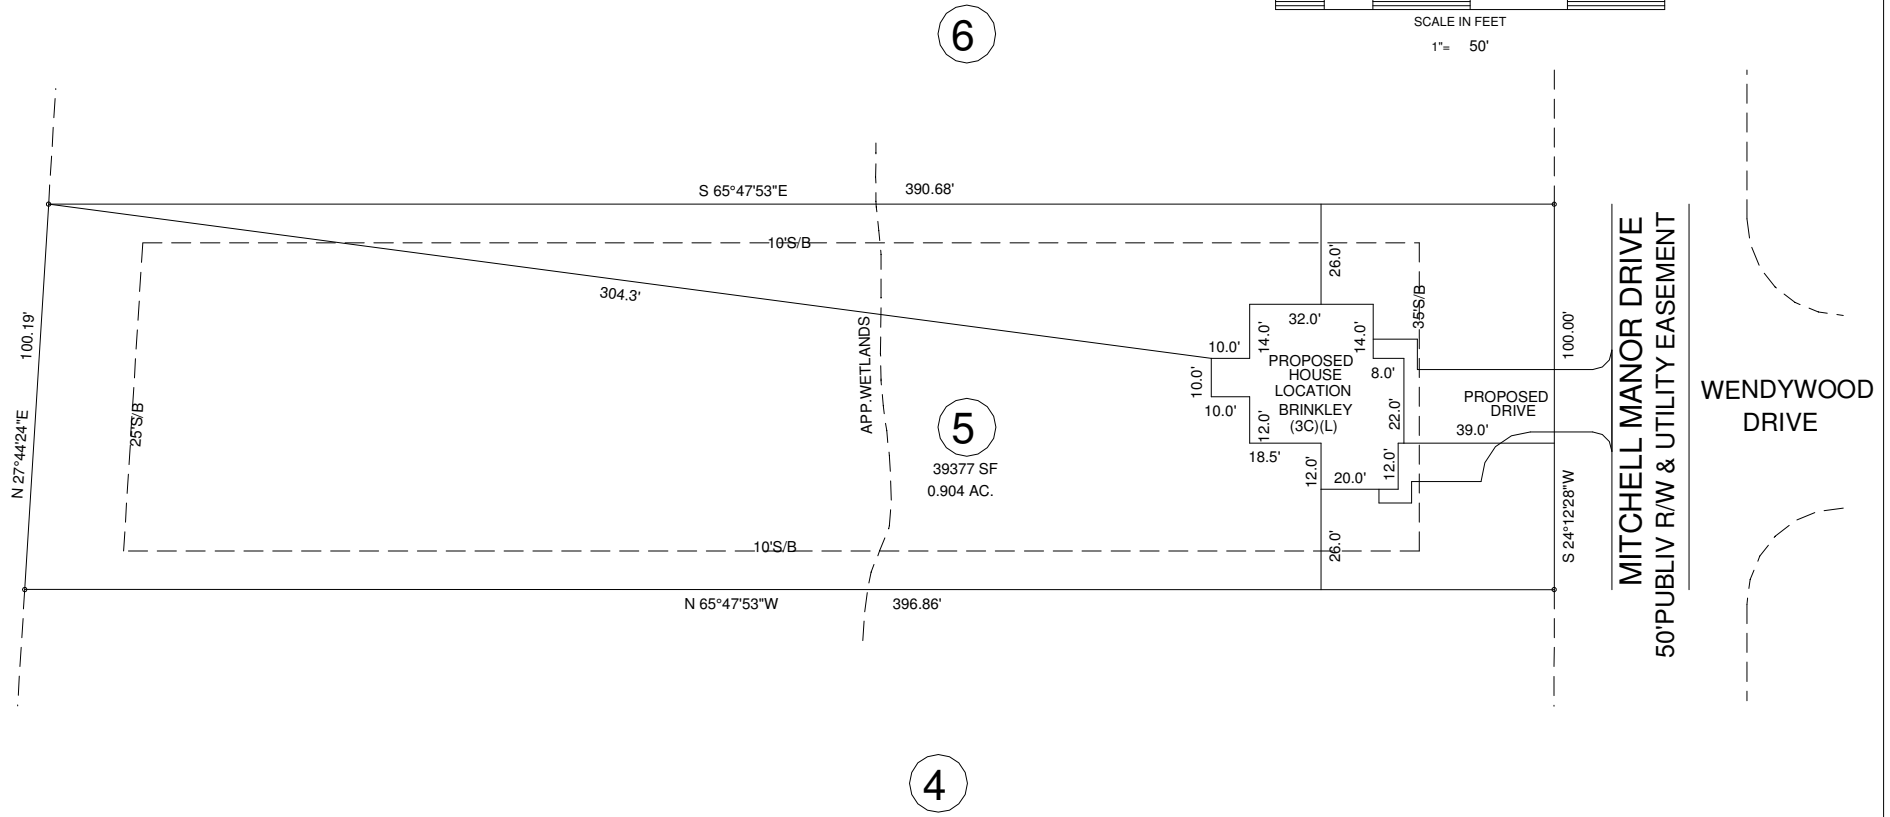 6
SCALE IN FEET
1"= 50'
S 65°47'53"E 390.68'
10'S/B
26.0'
35'S/B
304.3'
32.0'
14.0'
14.0'
10.0'
10.0'
10.0'
PROPOSED
HOUSE
LOCATION
BRINKLEY
(3C)(L)
8.0'
22.0'
12.0'
18.5'
12.0'
20.0'
12.0'
39.0'
PROPOSED
DRIVE
100.00'
S 24°12'28"W
MITCHELL MANOR DRIVE
50'PUBLIV R/W & UTILITY EASEMENT
WENDYWOOD
DRIVE
100.19'
N 27°44'24"E
25'S/B
APP.WETLANDS
5
39377 SF
0.904 AC.
10'S/B
26.0'
N 65°47'53"W 396.86'
4